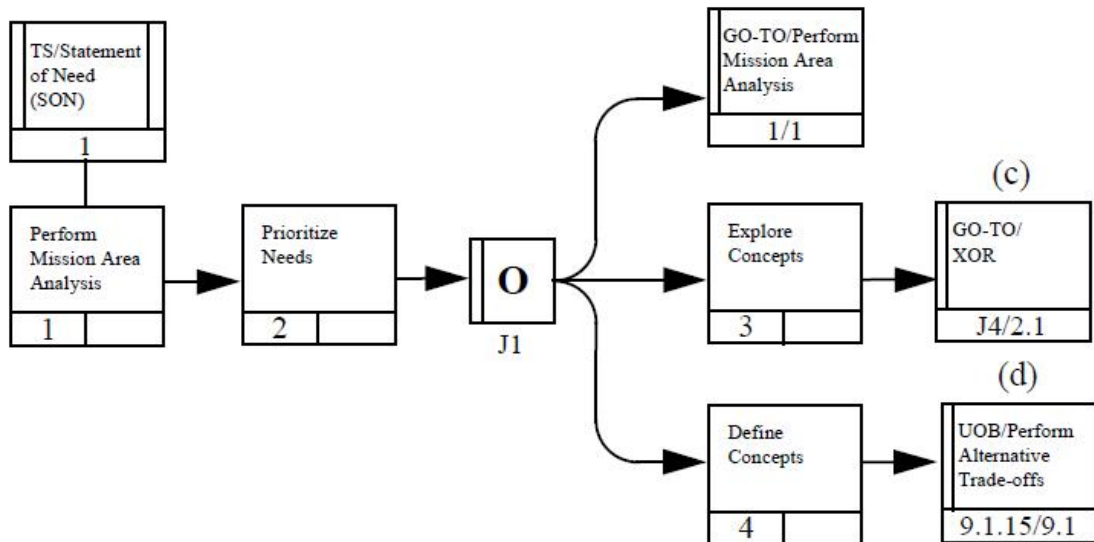 TS/Statement
of Need
(SON)
1
Perform
Mission Area
Analysis
1
Prioritize
Needs
2
O
J1
GO-TO/Perform
Mission Area
Analysis
1/1
Explore
Concepts
3
(c)
GO-TO/
XOR
J4/2.1
Define
Concepts
4
(d)
UOB/Perform
Alternative
Trade-offs
9.1.15/9.1